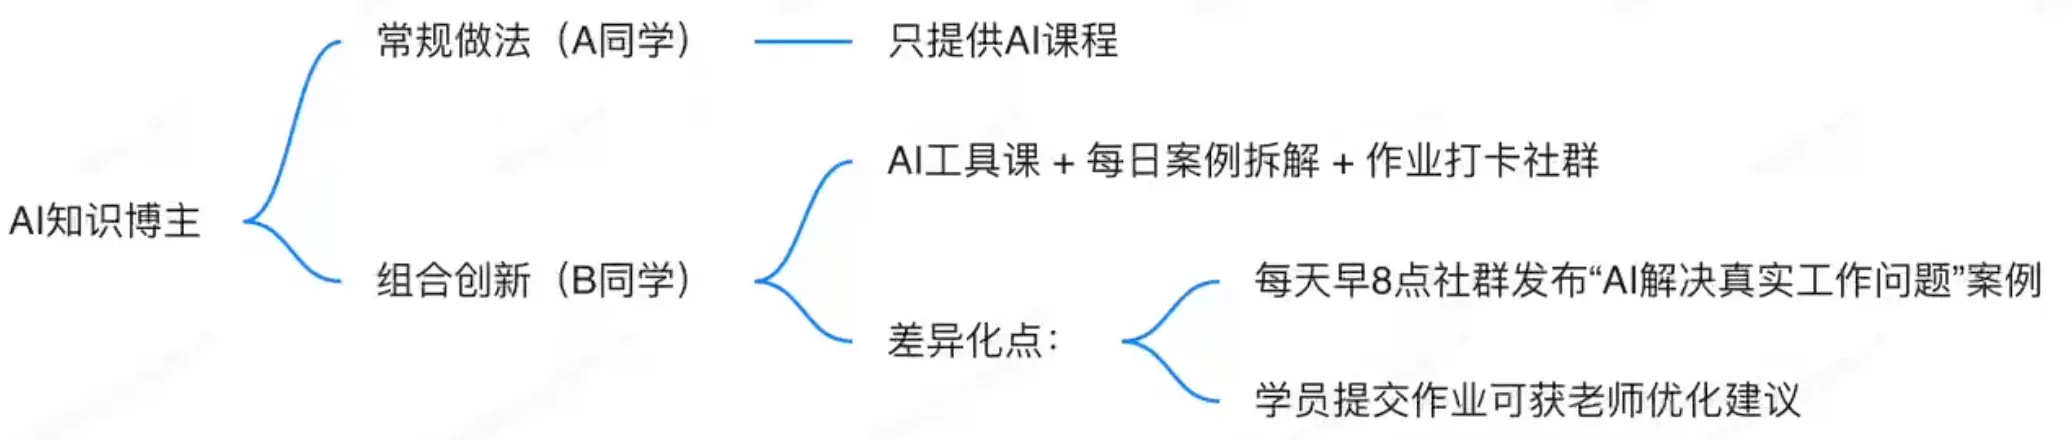 AI知识博主
常规做法（A同学）
只提供AI课程
组合创新（B同学）
AI工具课 + 每日案例拆解 + 作业打卡社群
差异化点：
每天早8点社群发布“AI解决真实工作问题”案例
学员提交作业可获老师优化建议